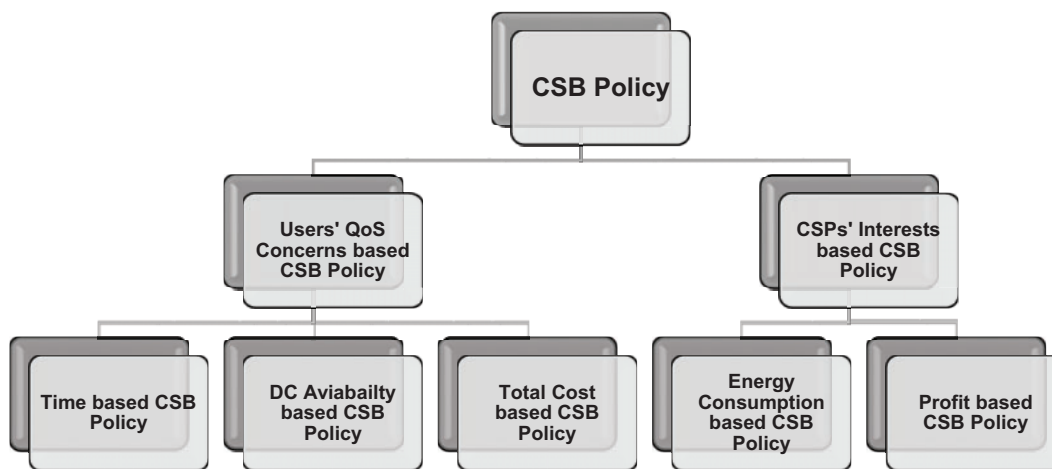 CSB Policy
Users' QoS
Concerns based
CSB Policy
CSPs' Interests
based CSB
Policy
Time based CSB
Policy
DC Aviabailty
based CSB
Policy
Total Cost
based CSB
Policy
Energy
Consumption
based CSB
Policy
Profit based
CSB Policy